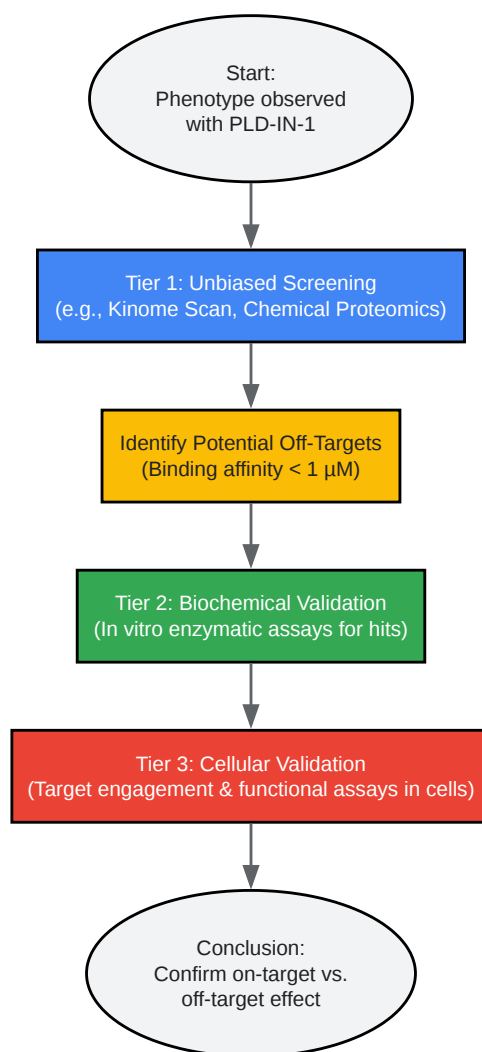 Start:
Phenotype observed
with PLD-IN-1
Tier 1: Unbiased Screening
(e.g., Kinome Scan, Chemical Proteomics)
Identify Potential Off-Targets
(Binding affinity < 1 µM)
Tier 2: Biochemical Validation
(In vitro enzymatic assays for hits)
Tier 3: Cellular Validation
(Target engagement & functional assays in cells)
Conclusion:
Confirm on-target vs.
off-target effect